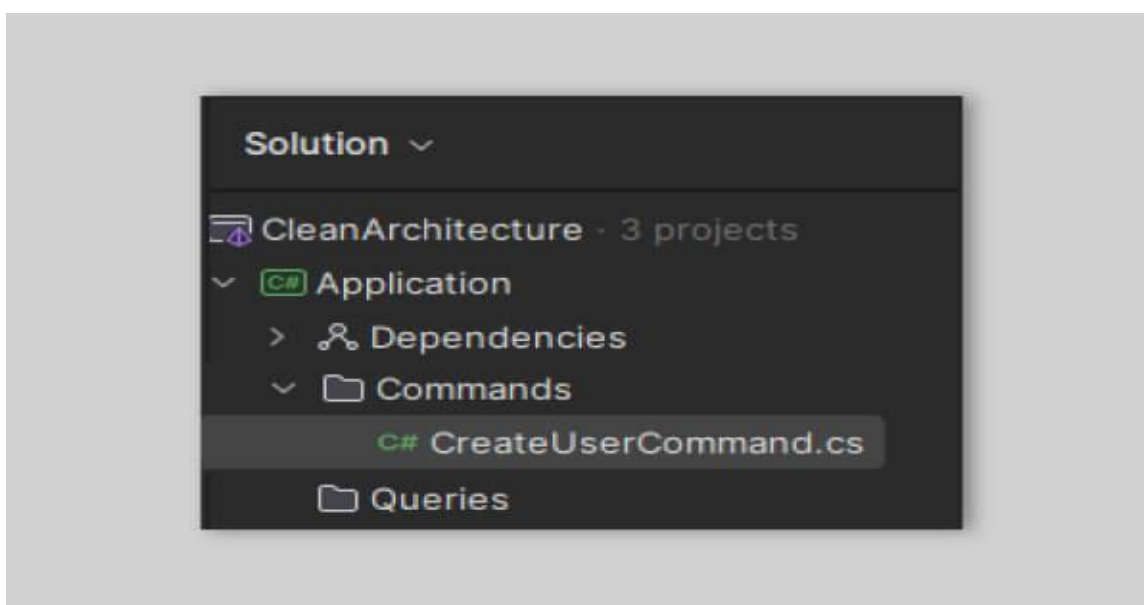 Solution
CleanArchitecture · 3 projects
C# Application
Dependencies
Commands
C# CreateUserCommand.cs
Queries